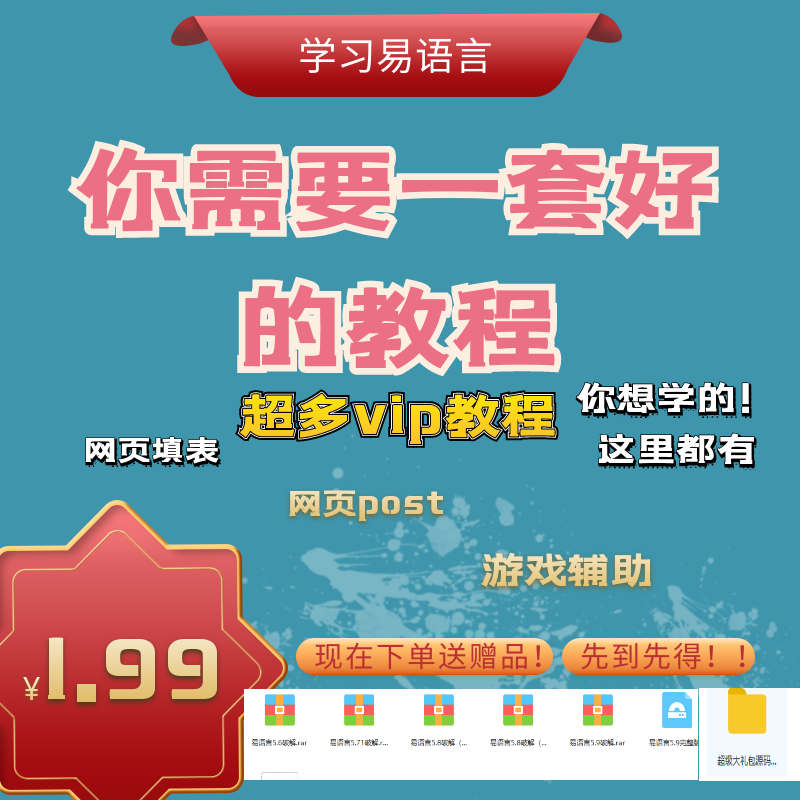 学习易语言
你需要一套好
的教程
超多vip教程
你想学的!
这里都有
网页填表
网页post
游戏辅助
¥1.99
现在下单送赠品!
先到先得!!
易语言5.6破解.rar
易语言5.71破解.r...
易语言5.8破解（...
易语言5.8破解（...
易语言5.9破解.rar
易语言5.9完整
超级大礼包源码...